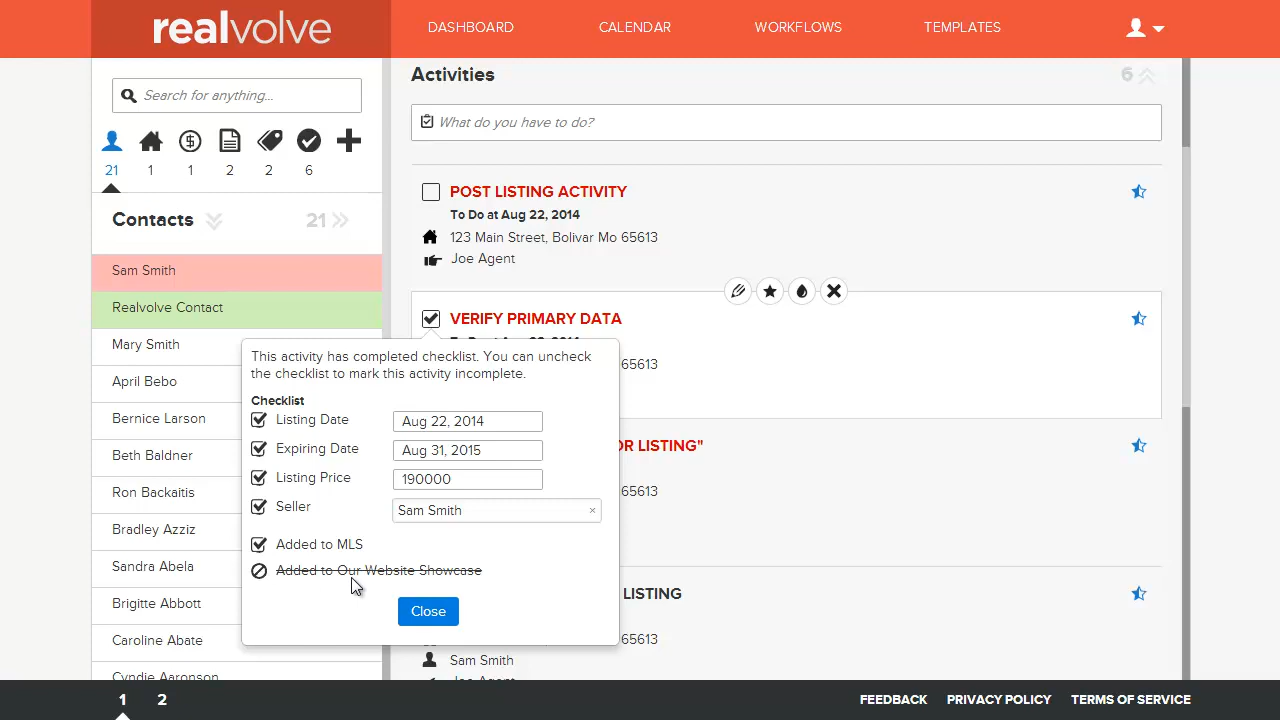 realvolve
DASHBOARD
CALENDAR
WORKFLOWS
TEMPLATES
Search for anything...
21
1
1
2
2
6
Contacts
21
Sam Smith
Realvolve Contact
Mary Smith
April Bebo
Bernice Larson
Beth Baldner
Ron Backaitis
Bradley Azziz
Sandra Abela
Brigitte Abbott
Caroline Abate
Cyndie Aaronson
Activities
6
What do you have to do?
POST LISTING ACTIVITY
To Do at Aug 22, 2014
123 Main Street, Bolivar Mo 65613
Joe Agent
VERIFY PRIMARY DATA
65613
This activity has completed checklist. You can uncheck
the checklist to mark this activity incomplete.
Checklist
Listing Date
Aug 22, 2014
Expiring Date
Aug 31, 2015
Listing Price
190000
Seller
Sam Smith ×
Added to MLS
Added to Our Website Showcase
Close
OR LISTING"
65613
LISTING
65613
Sam Smith
Joe Agent
1
2
FEEDBACK
PRIVACY POLICY
TERMS OF SERVICE